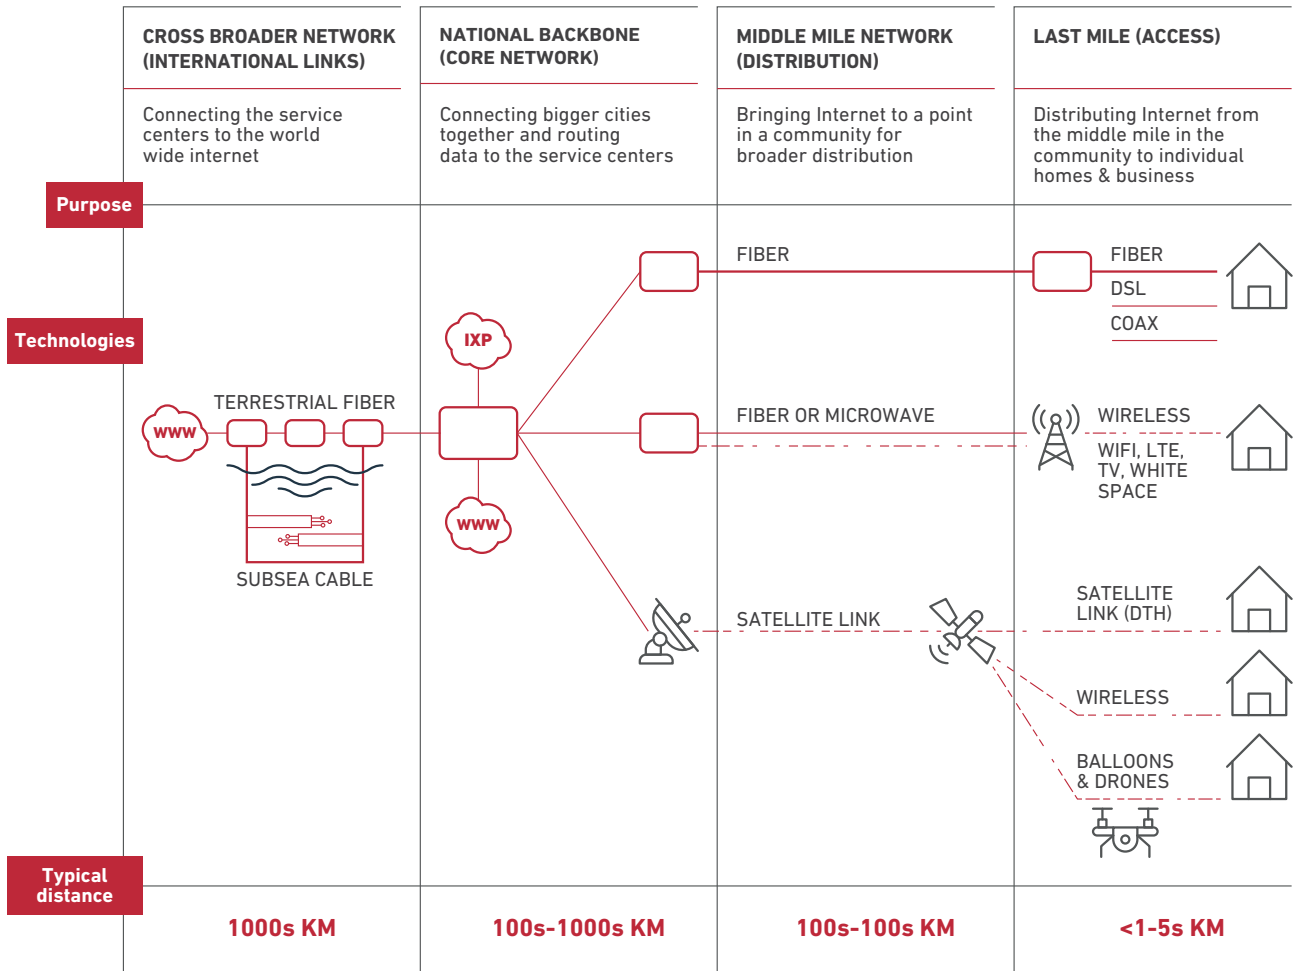 CROSS BROADER NETWORK
(INTERNATIONAL LINKS)
NATIONAL BACKBONE
(CORE NETWORK)
MIDDLE MILE NETWORK
(DISTRIBUTION)
LAST MILE (ACCESS)
Connecting the service
centers to the world
wide internet
Connecting bigger cities
together and routing
data to the service centers
Bringing Internet to a point
in a community for
broader distribution
Distributing Internet from
the middle mile in the
community to individual
homes & business
Purpose
Technologies
WWW
TERRESTRIAL FIBER
SUBSEA CABLE
IXP
WWW
FIBER
FIBER
DSL
COAX
FIBER OR MICROWAVE
WIRELESS
WIFI, LTE,
TV, WHITE
SPACE
SATELLITE LINK
SATELLITE
LINK (DTH)
WIRELESS
BALLOONS
& DRONES
Typical
distance
1000s KM
100s-1000s KM
100s-100s KM
<1-5s KM